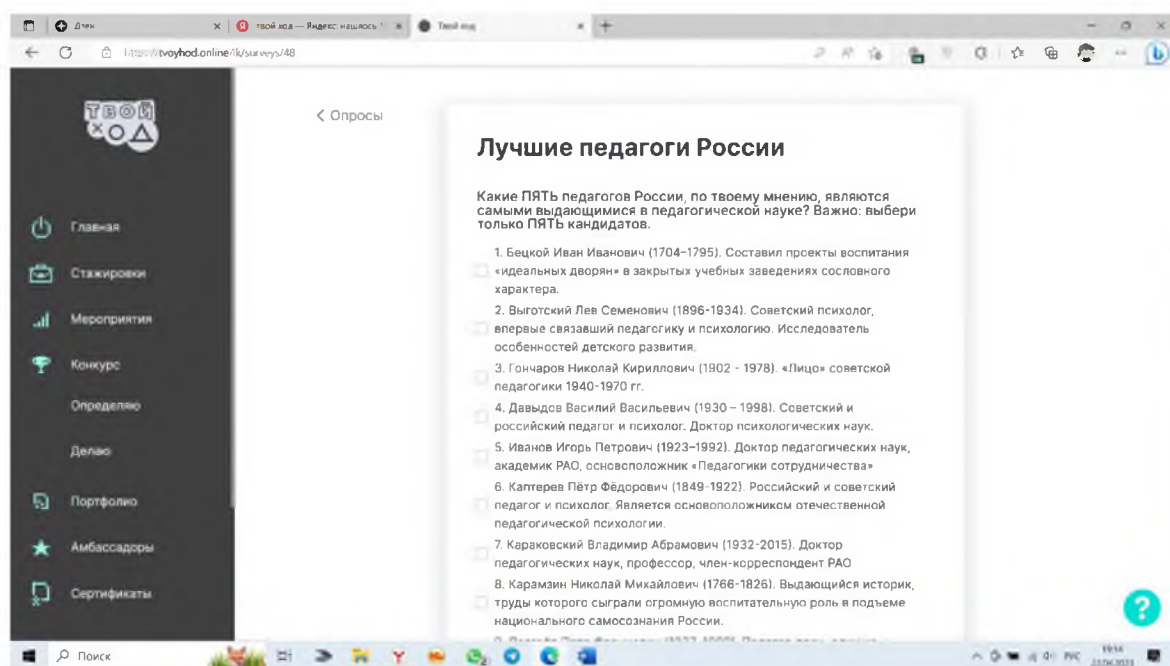 Дзен
твой ход — Яндекс: нашлось
Твой ход
tvoyhod.online/lk/surveys/48
ТВОЙ
ХОД
Главная
Стажировки
Мероприятия
Конкурс
Определяю
Делаю
Портфолио
Амбассадоры
Сертификаты
Опросы
Лучшие педагоги России
Какие ПЯТЬ педагогов России, по твоему мнению, являются
самыми выдающимися в педагогической науке? Важно: выбери
только ПЯТЬ кандидатов.
1. Бецкой Иван Иванович (1704–1795). Составил проекты воспитания
«идеальных дворян» в закрытых учебных заведениях сословного
характера.
2. Выготский Лев Семенович (1896-1934). Советский психолог,
впервые связавший педагогику и психологию. Исследователь
особенностей детского развития.
3. Гончаров Николай Кириллович (1902 - 1978). «Лицо» советской
педагогики 1940-1970 гг.
4. Давыдов Василий Васильевич (1930 – 1998). Советский и
российский педагог и психолог. Доктор психологических наук.
5. Иванов Игорь Петрович (1923–1992). Доктор педагогических наук,
академик РАО, основоположник «Педагогики сотрудничества»
6. Каптерев Пётр Фёдорович (1849-1922). Российский и советский
педагог и психолог. Является основоположником отечественной
педагогической психологии.
7. Караковский Владимир Абрамович (1932-2015). Доктор
педагогических наук, профессор, член-корреспондент РАО
8. Карамзин Николай Михайлович (1766-1826). Выдающийся историк,
труды которого сыграли огромную воспитательную роль в подъеме
национального самосознания России.
?
Поиск
РУС
19:14